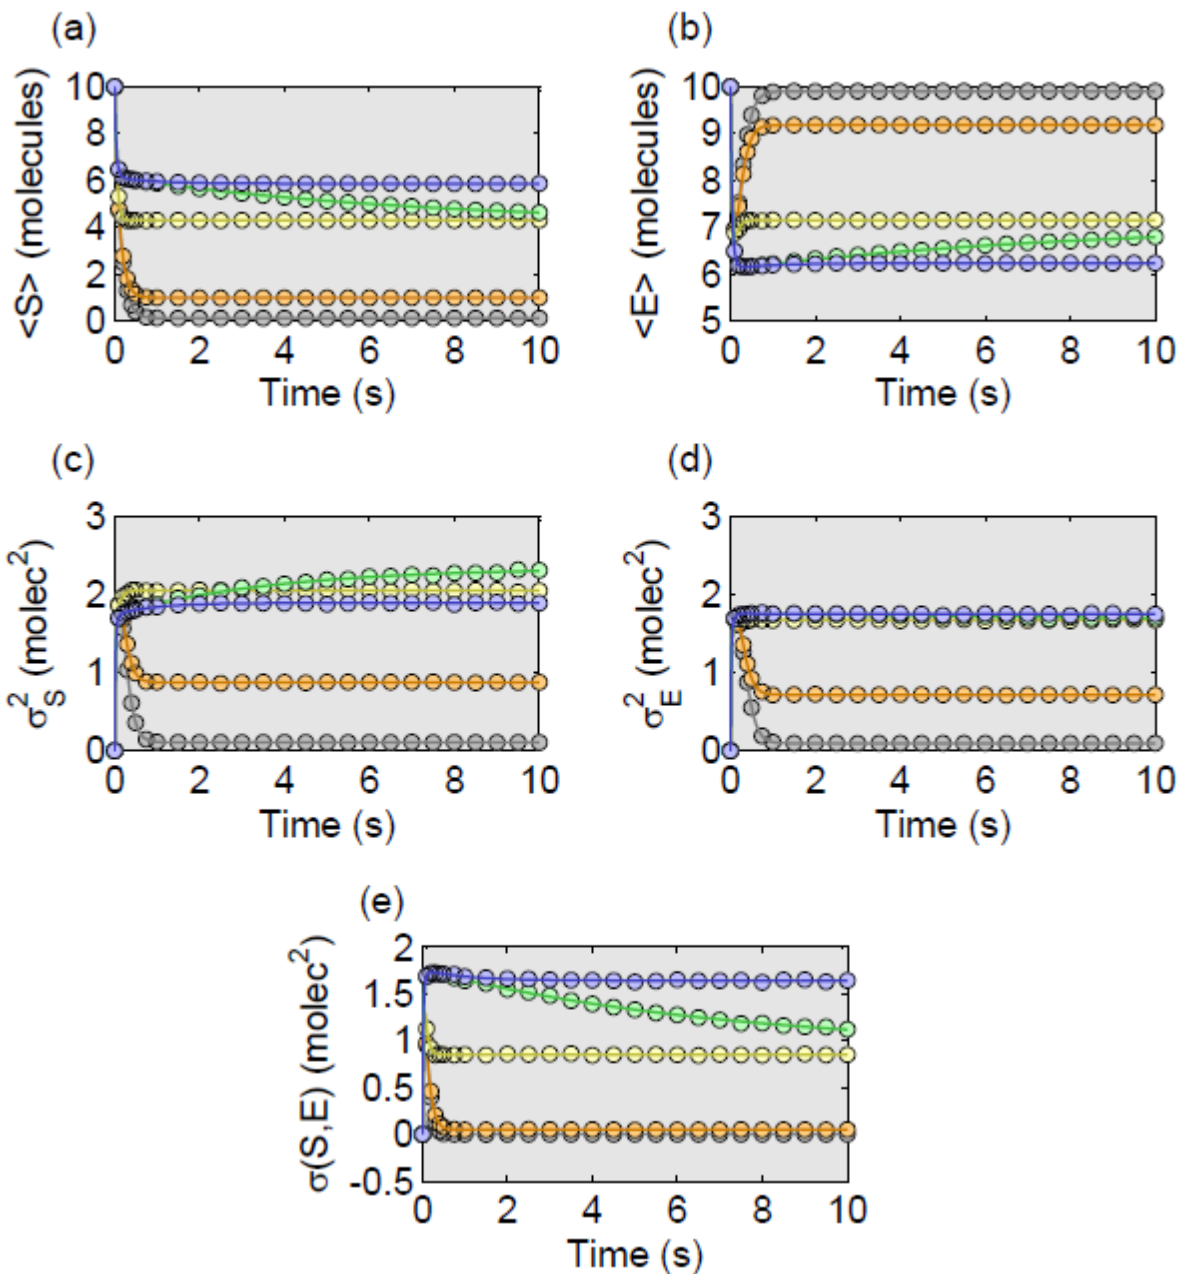 (a)
<S> (molecules)
10
8
6
4
2
0
0 2 4 6 8 10
Time (s)
(b)
<E> (molecules)
10
9
8
7
6
5
0 2 4 6 8 10
Time (s)
(c)
σ²_S (molec²)
3
2
1
0
0 2 4 6 8 10
Time (s)
(d)
σ²_E (molec²)
3
2
1
0
0 2 4 6 8 10
Time (s)
(e)
σ(S,E) (molec²)
2
1.5
1
0.5
0
-0.5
0 2 4 6 8 10
Time (s)